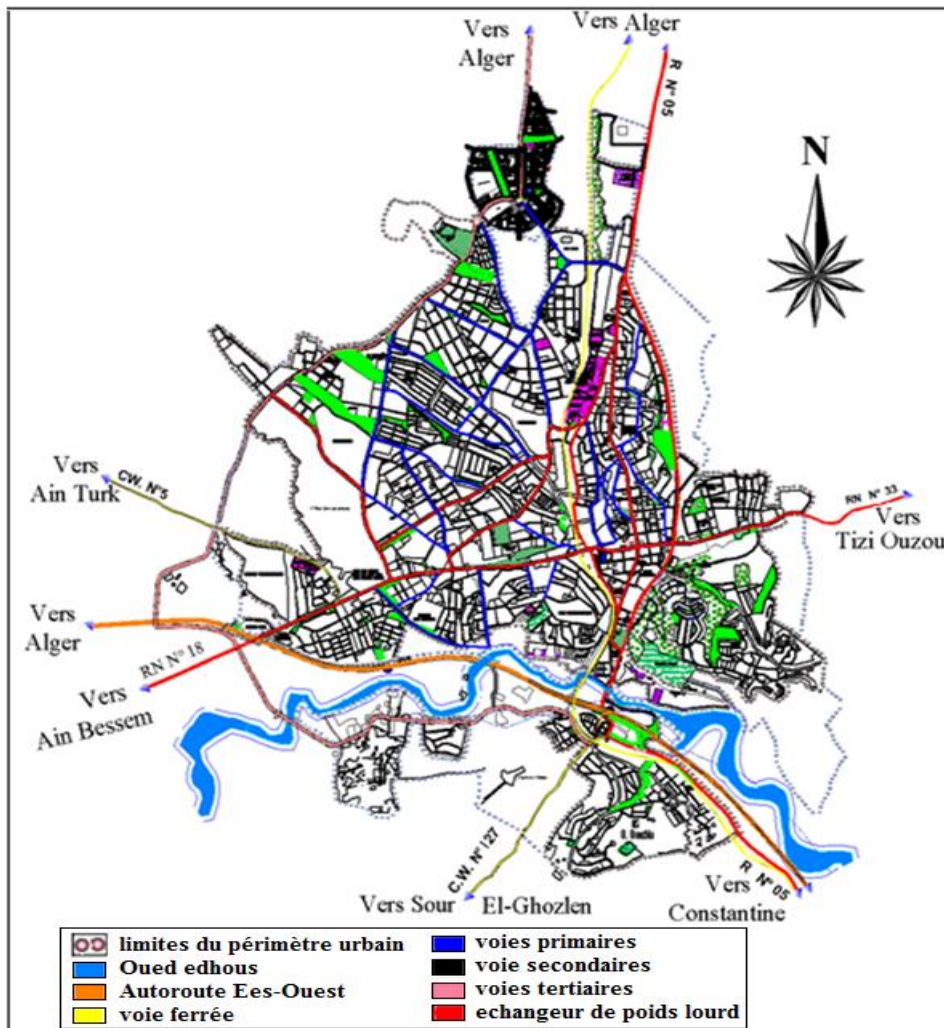 Vers
Alger
Vers Alger
R N° 05
N
Vers
Ain Turk
CW. N°5
RN N° 33
Vers
Tizi Ouzou
Vers
Alger
RN N° 18
Vers
Ain Bessem
C.W. N° 127
Vers Sour El-Ghozlen
R N° 05
Vers
Constantine
limites du périmètre urbain
Oued edhous
Autoroute Ees-Ouest
voie ferrée
voies primaires
voie secondaires
voies tertiaires
echangeur de poids lourd